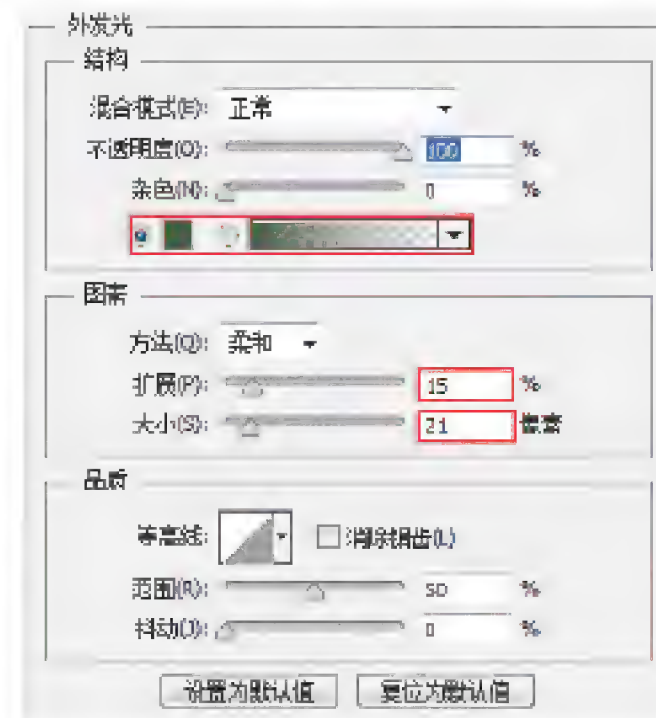 外发光
结构
混合模式(E): 正常
不透明度(O): 100 %
杂色(N): 0 %
图素
方法(Q): 柔和
扩展(P): 15 %
大小(S): 21 像素
品质
等高线: 消除锯齿(L)
范围(R): 50 %
抖动(J): 0 %
设置为默认值 复位为默认值